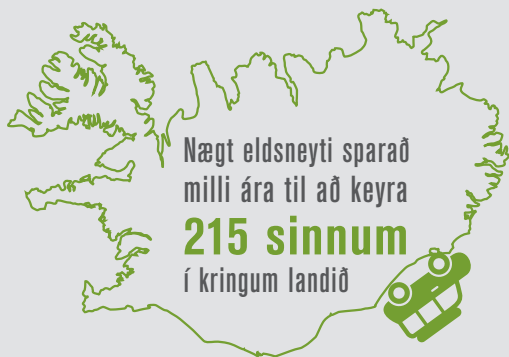 Nægt eldsneyti sparað
milli ára til að keyra
215 sinnum
í kringum landið